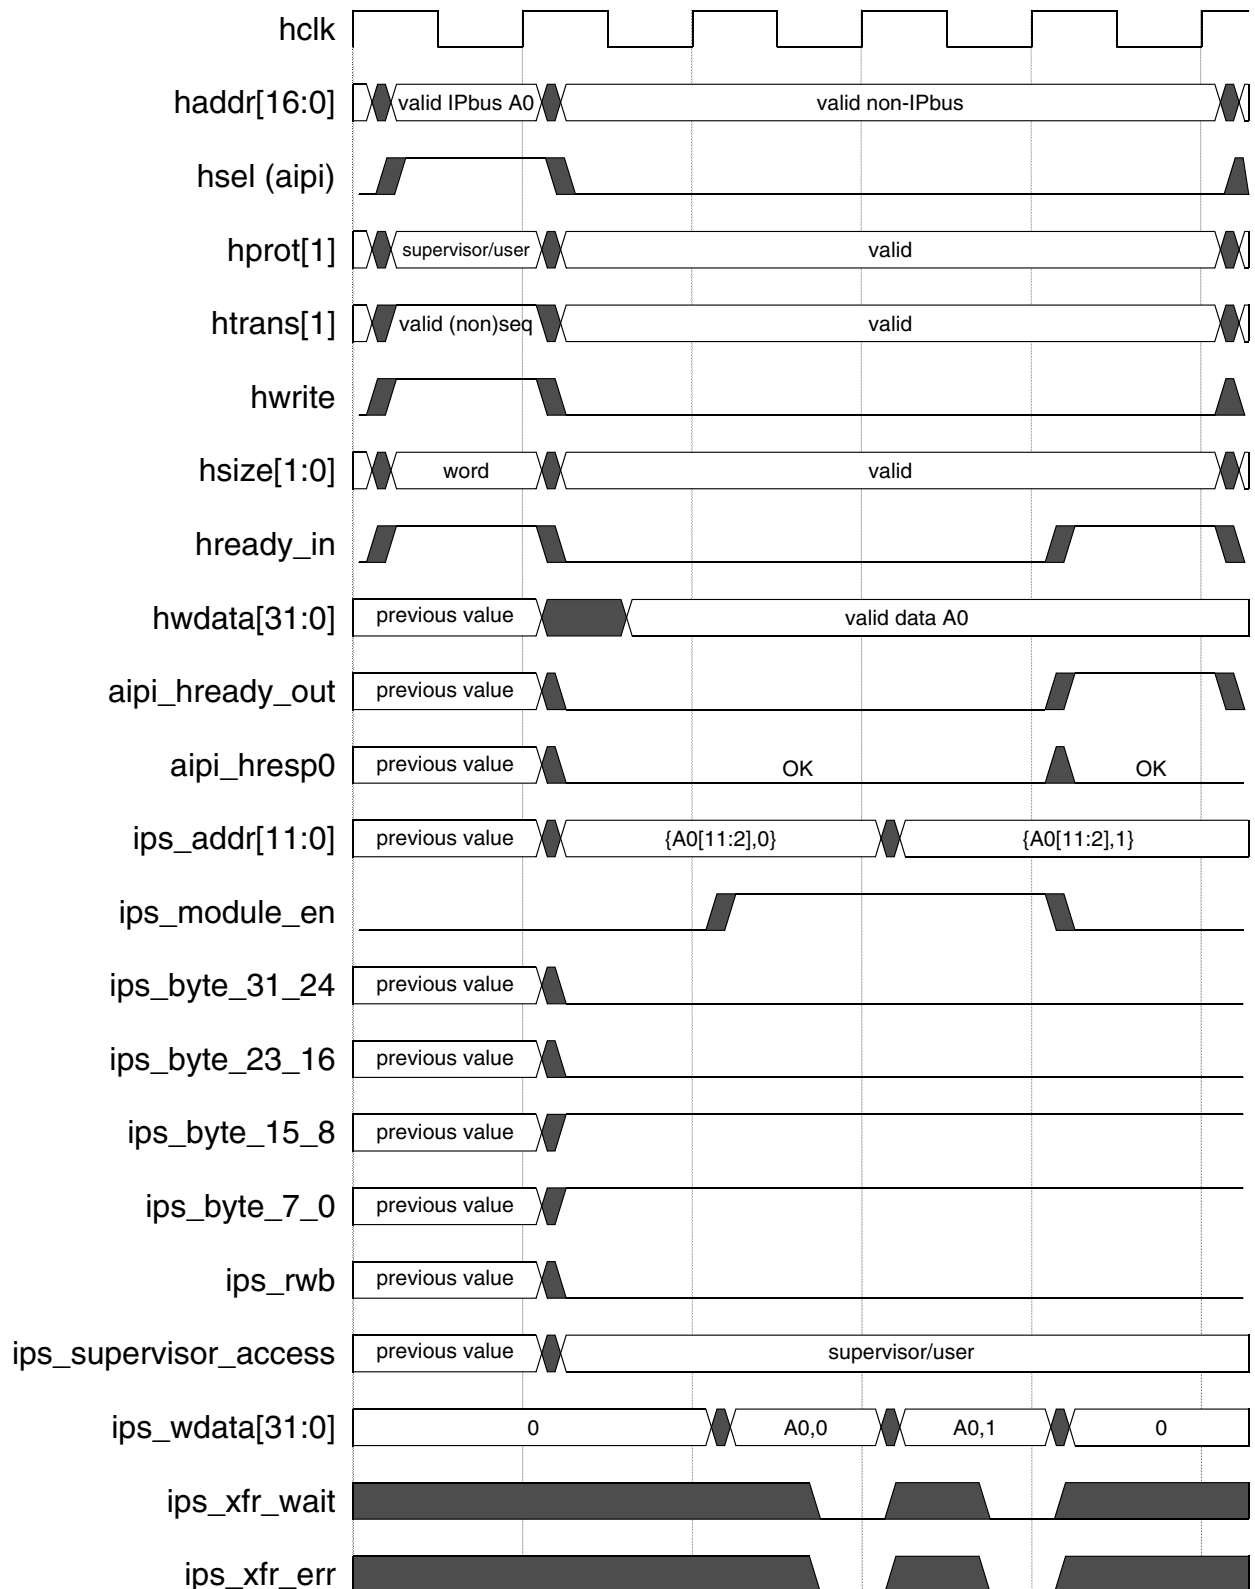 hclk
haddr[16:0] valid IPbus A0 valid non-IPbus
hsel (aipi)
hprot[1] supervisor/user valid
htrans[1] valid (non)seq valid
hwrite
hsize[1:0] word valid
hready_in
hwdata[31:0] previous value valid data A0
aipi_hready_out previous value
aipi_hresp0 previous value OK OK
ips_addr[11:0] previous value {A0[11:2],0} {A0[11:2],1}
ips_module_en
ips_byte_31_24 previous value
ips_byte_23_16 previous value
ips_byte_15_8 previous value
ips_byte_7_0 previous value
ips_rwb previous value
ips_supervisor_access previous value supervisor/user
ips_wdata[31:0] 0 A0,0 A0,1 0
ips_xfr_wait
ips_xfr_err